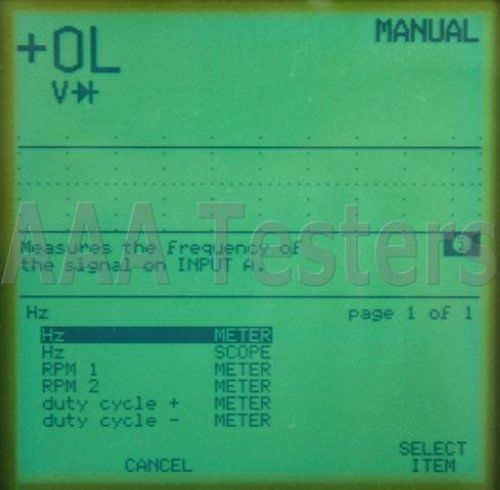 +OL
MANUAL
V
AAA Testers
Measures the frequency of
the signal on INPUT A.
i
Hz
page 1 of 1
Hz METER
Hz SCOPE
RPM 1 METER
RPM 2 METER
duty cycle + METER
duty cycle - METER
CANCEL
SELECT
ITEM